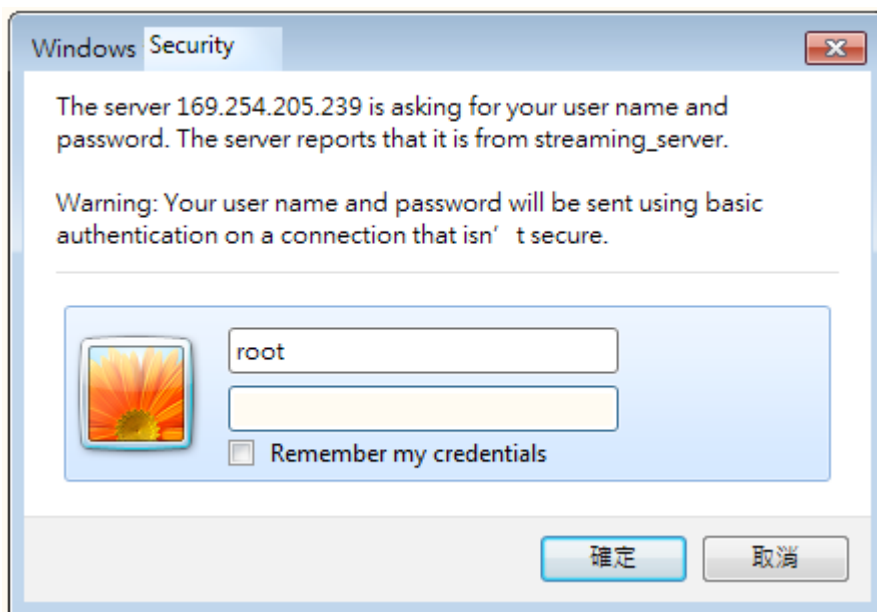 Windows Security
The server 169.254.205.239 is asking for your user name and
password. The server reports that it is from streaming_server.
Warning: Your user name and password will be sent using basic
authentication on a connection that isn’ t secure.
root
Remember my credentials
確定 取消